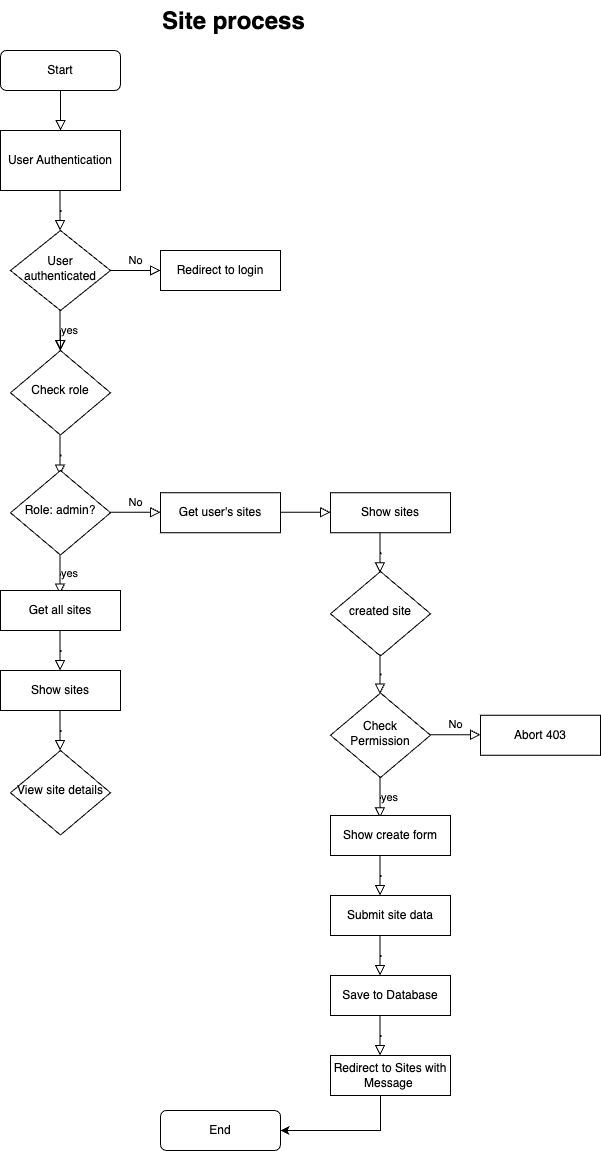 Site process
Start
User Authentication
User
authenticated
No
Redirect to login
yes
Check role
Role: admin?
No
Get user's sites
Show sites
yes
Get all sites
created site
Show sites
Check
Permission
No
Abort 403
View site details
yes
Show create form
Submit site data
Save to Database
Redirect to Sites with
Message
End